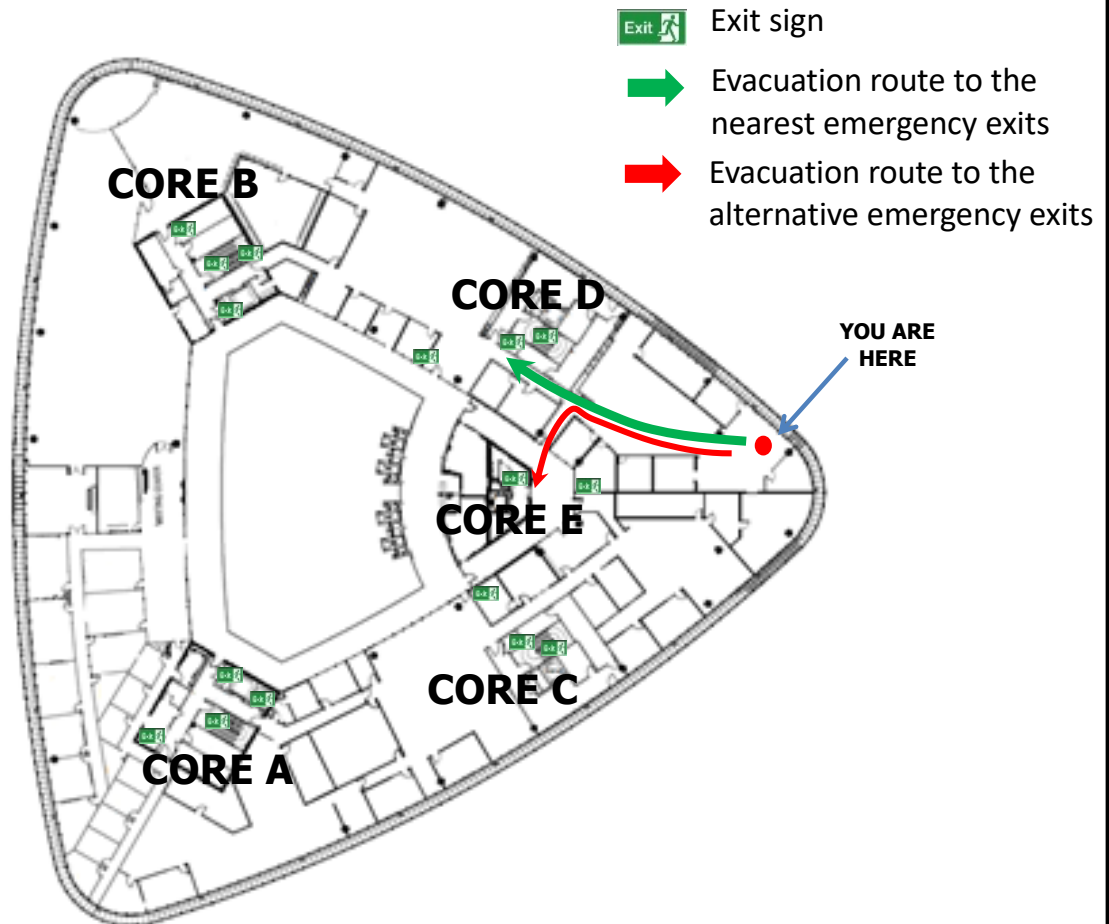 Exit
Exit sign
Evacuation route to the
nearest emergency exits
Evacuation route to the
alternative emergency exits
CORE B
CORE D
YOU ARE
HERE
CORE E
CORE C
CORE A